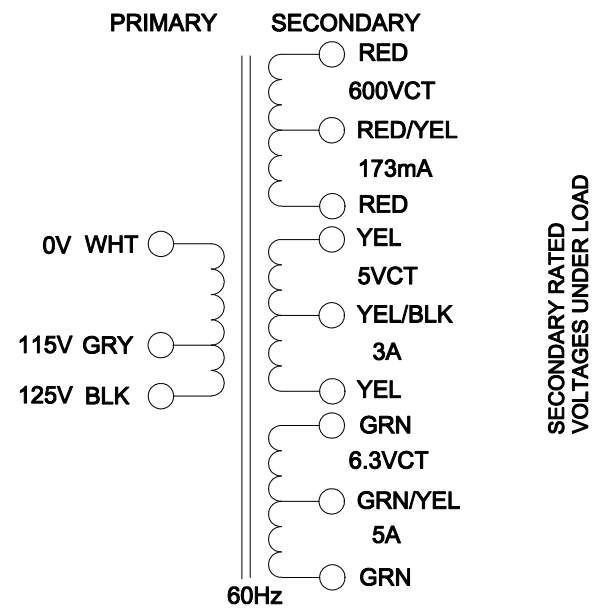 PRIMARY
SECONDARY
RED
600VCT
RED/YEL
173mA
RED
0V WHT
115V GRY
125V BLK
YEL
5VCT
YEL/BLK
3A
YEL
GRN
6.3VCT
GRN/YEL
5A
GRN
60Hz
SECONDARY RATED
VOLTAGES UNDER LOAD